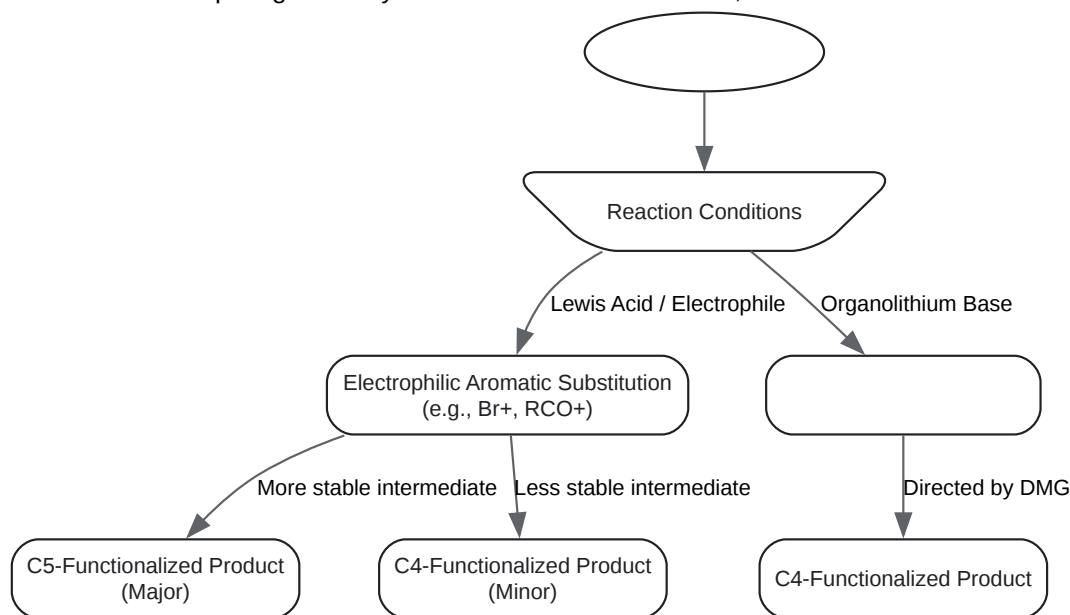 Reaction Conditions
Lewis Acid / Electrophile
Organolithium Base
Electrophilic Aromatic Substitution
(e.g., Br+, RCO+)
More stable intermediate
Less stable intermediate
Directed by DMG
C5-Functionalized Product
(Major)
C4-Functionalized Product
(Minor)
C4-Functionalized Product